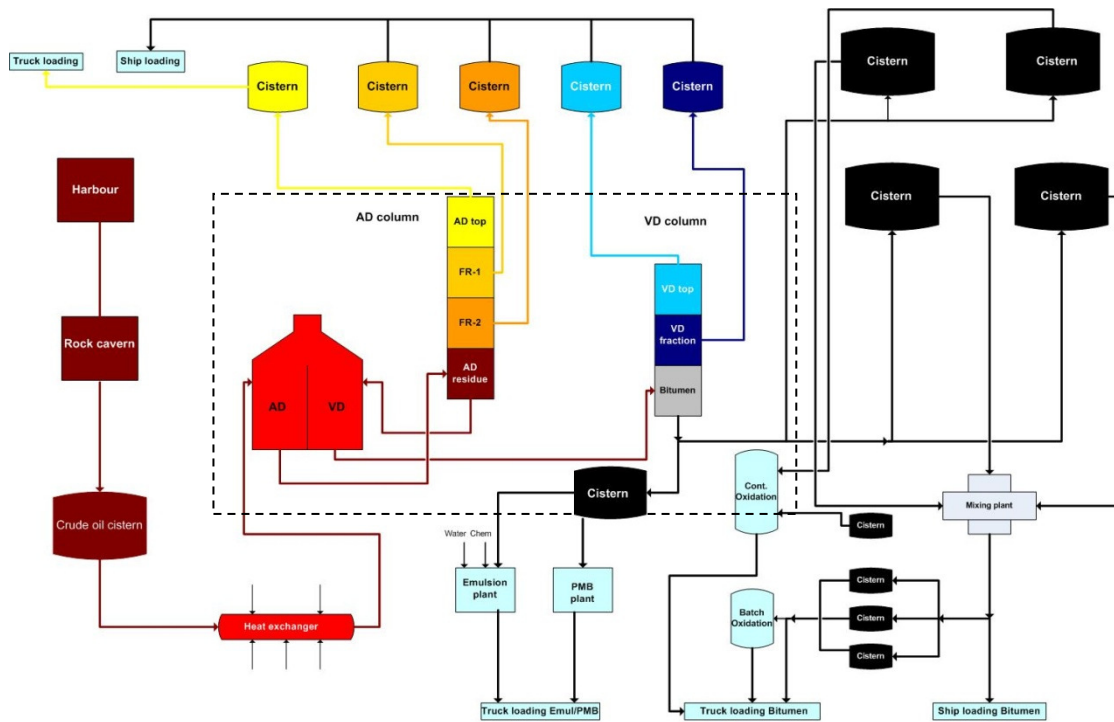 Truck loading
Ship loading
Cistern
Cistern
Cistern
Cistern
Cistern
Cistern
Cistern
Harbour
AD column
AD top
VD column
Cistern
Cistern
FR-1
VD top
FR-2
VD
fraction
Rock cavern
AD
residue
Bitumen
AD
VD
Cistern
Cont.
Oxidation
Mixing plant
Crude oil cistern
Cistern
Water Chem
Emulsion
plant
PMB
plant
Cistern
Batch
Oxidation
Cistern
Heat exchanger
Cistern
Truck loading Emul/PMB
Truck loading Bitumen
Ship loading Bitumen